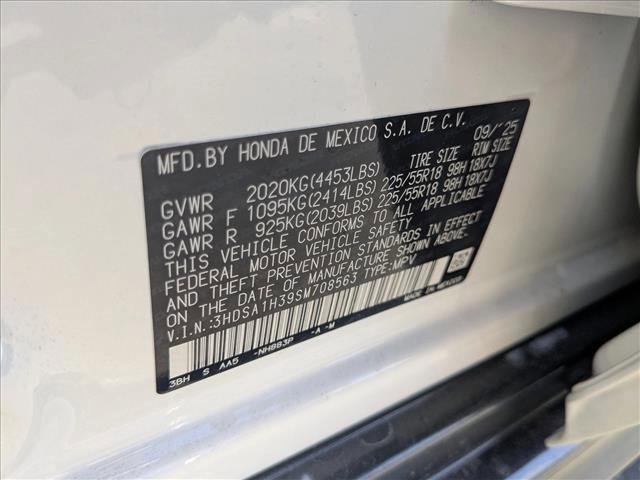 MFD.BY HONDA DE MEXICO S.A. DE C.V. 09/'25
TIRE SIZE RIM SIZE
GVWR 2020KG(4453LBS)
GAWR F 1095KG(2414LBS) 225/55R18 98H 18X7J
GAWR R 925KG(2039LBS) 225/55R18 98H 18X7J
THIS VEHICLE CONFORMS TO ALL APPLICABLE
FEDERAL MOTOR VEHICLE SAFETY
AND THEFT PREVENTION STANDARDS IN EFFECT
ON THE DATE OF MANUFACTURE SHOWN ABOVE.
V.I.N.:3HDSA1H39SM708563 TYPE:MPV
MADE IN MEXICO
3BH S AA5 -NH883P -A -M